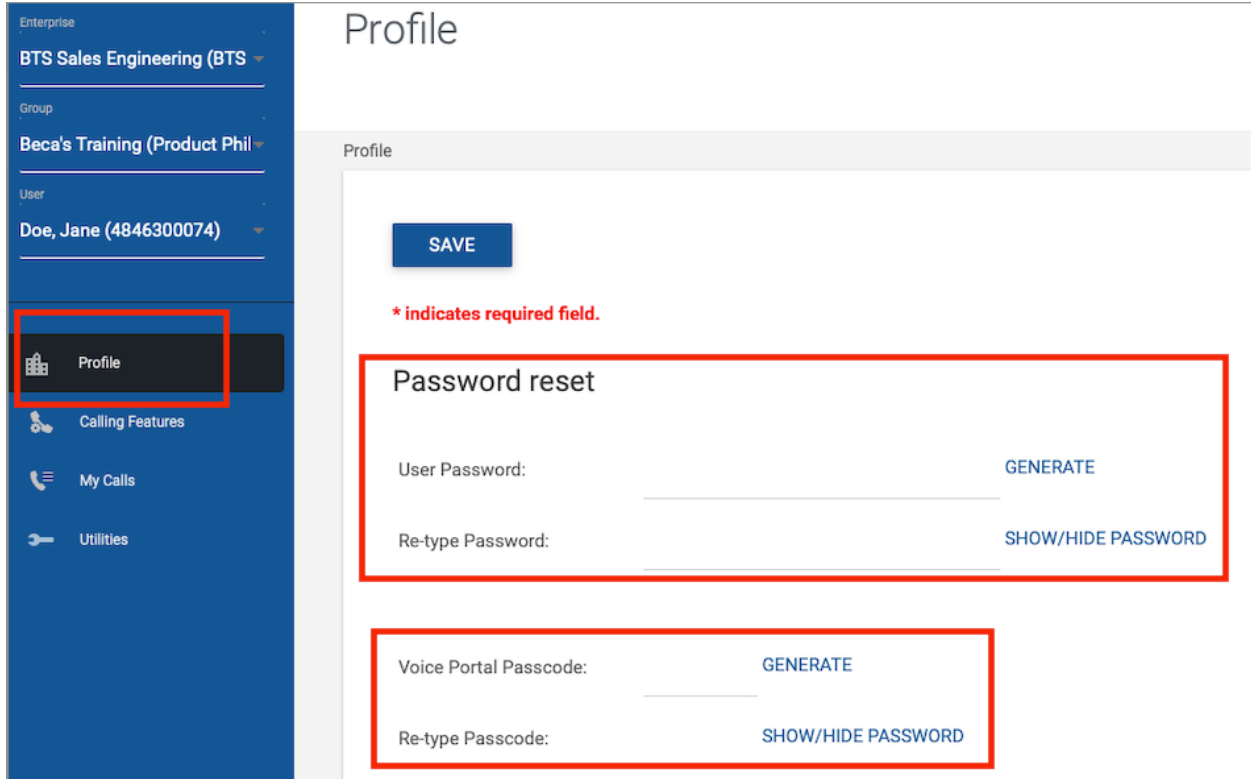 Enterprise
BTS Sales Engineering (BTS
Group
Beca's Training (Product Phil
User
Doe, Jane (4846300074)
Profile
Calling Features
My Calls
Utilities
Profile
Profile
SAVE
* indicates required field.
Password reset
User Password: GENERATE
Re-type Password: SHOW/HIDE PASSWORD
Voice Portal Passcode: GENERATE
Re-type Passcode: SHOW/HIDE PASSWORD